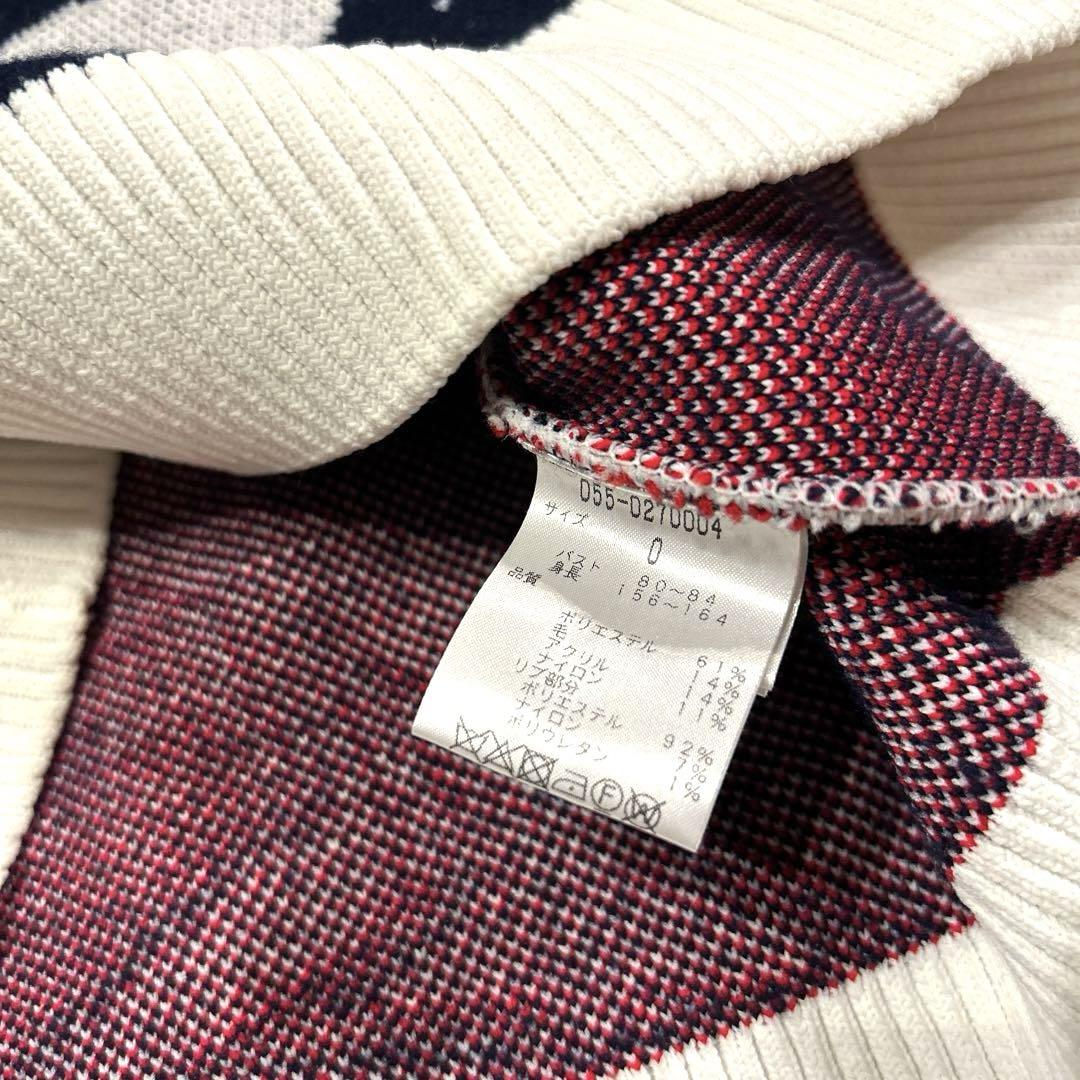 055-0270004
サイズ
0
バスト 80～84
身長 156～164
品質
ポリエステル 61%
毛 14%
アクリル 14%
ナイロン 11%
リブ部分
ポリエステル 92%
ナイロン 7%
ポリウレタン 1%
F